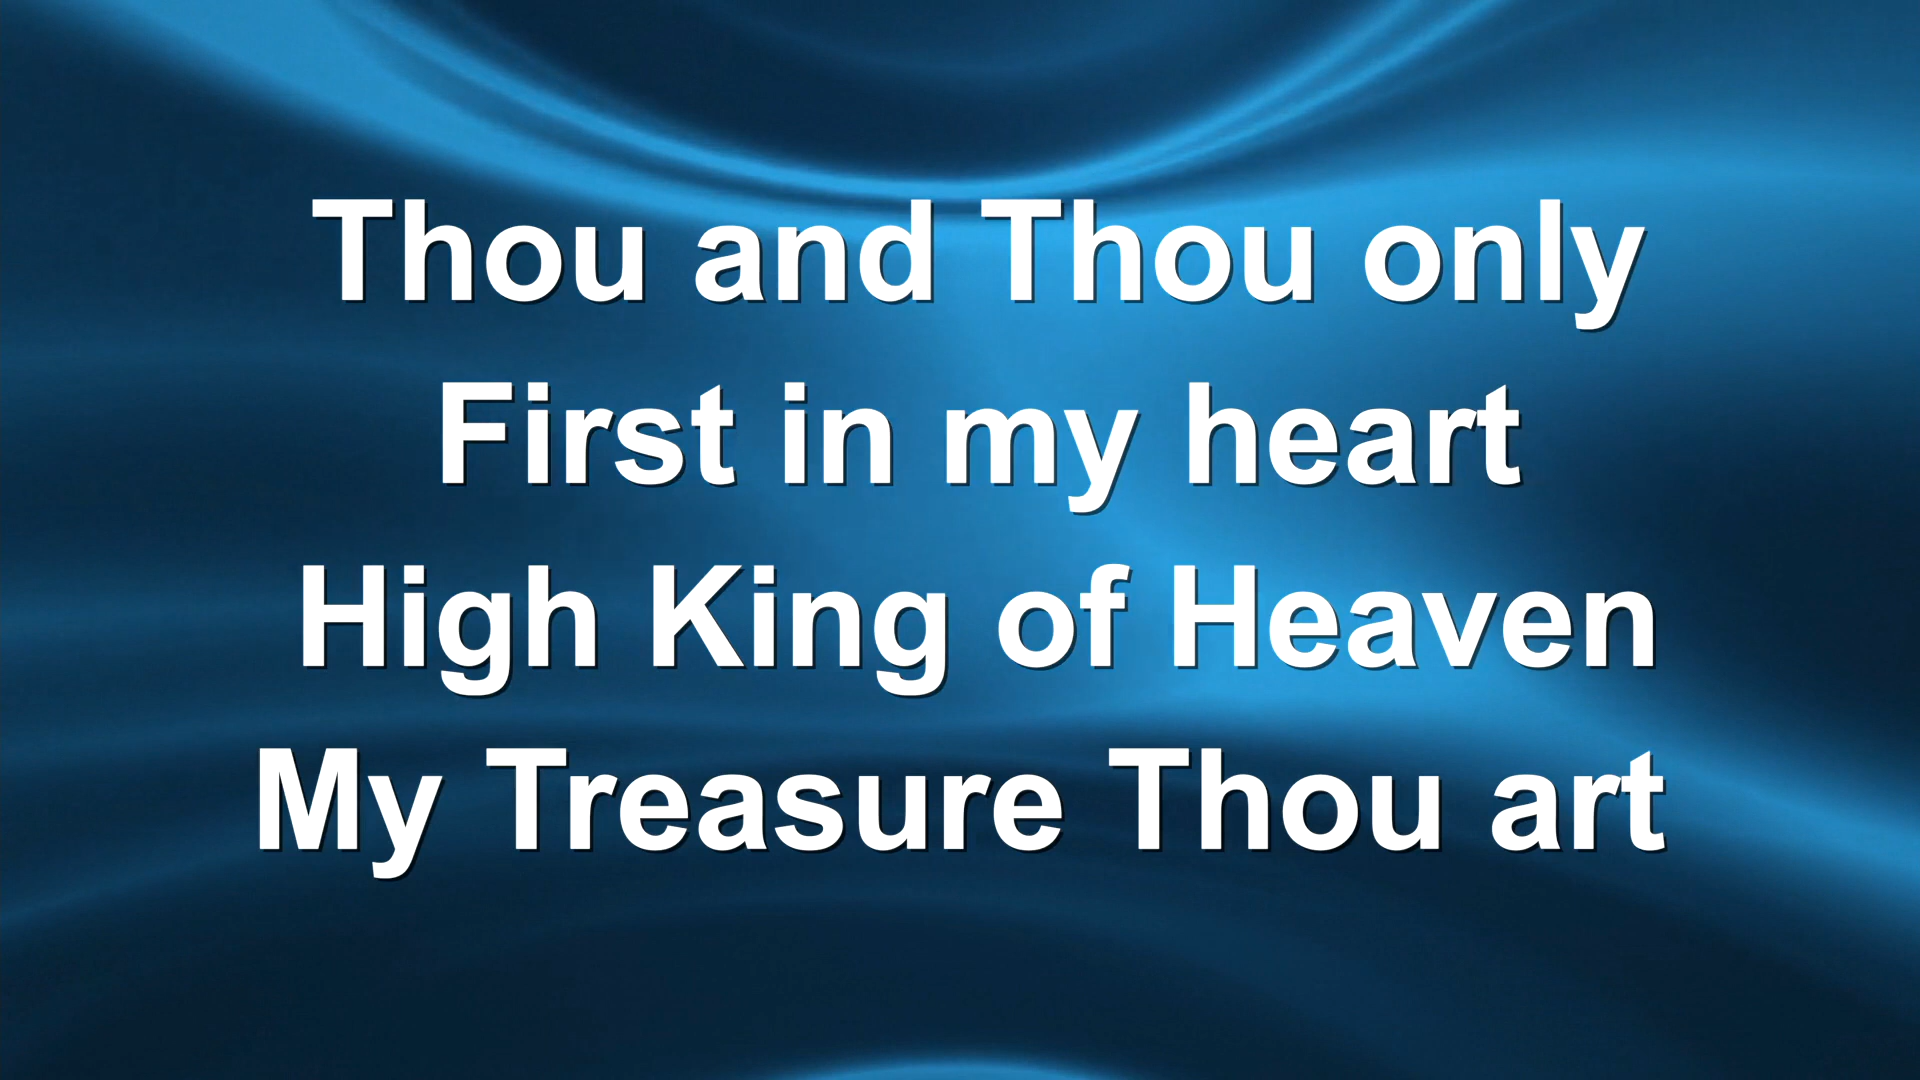 Thou and Thou only
First in my heart
High King of Heaven
My Treasure Thou art